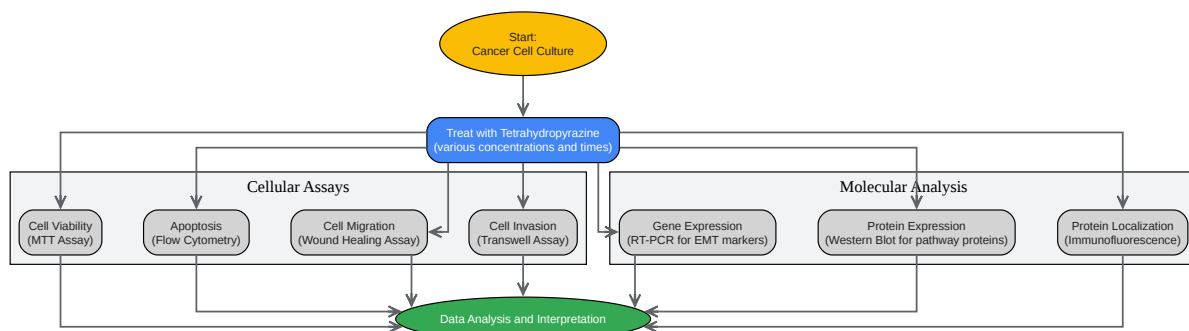 Start:
Cancer Cell Culture
Treat with Tetrahydropyrazine
(various concentrations and times)
Cellular Assays
Molecular Analysis
Cell Viability
(MTT Assay)
Apoptosis
(Flow Cytometry)
Cell Migration
(Wound Healing Assay)
Cell Invasion
(Transwell Assay)
Gene Expression
(RT-PCR for EMT markers)
Protein Expression
(Western Blot for pathway proteins)
Protein Localization
(Immunofluorescence)
Data Analysis and Interpretation